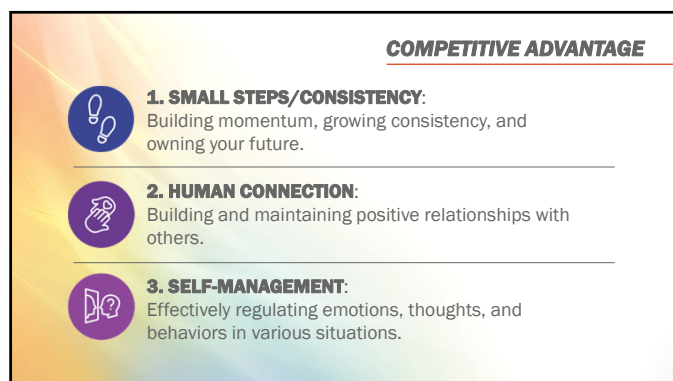 COMPETITIVE ADVANTAGE
1. SMALL STEPS/CONSISTENCY:
Building momentum, growing consistency, and
owning your future.
2. HUMAN CONNECTION:
Building and maintaining positive relationships with
others.
3. SELF-MANAGEMENT:
Effectively regulating emotions, thoughts, and
behaviors in various situations.